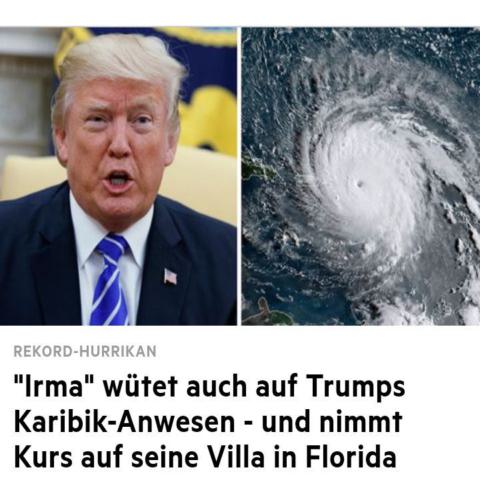 REKORD-HURRIKAN
"Irma" wütet auch auf Trumps
Karibik-Anwesen - und nimmt
Kurs auf seine Villa in Florida